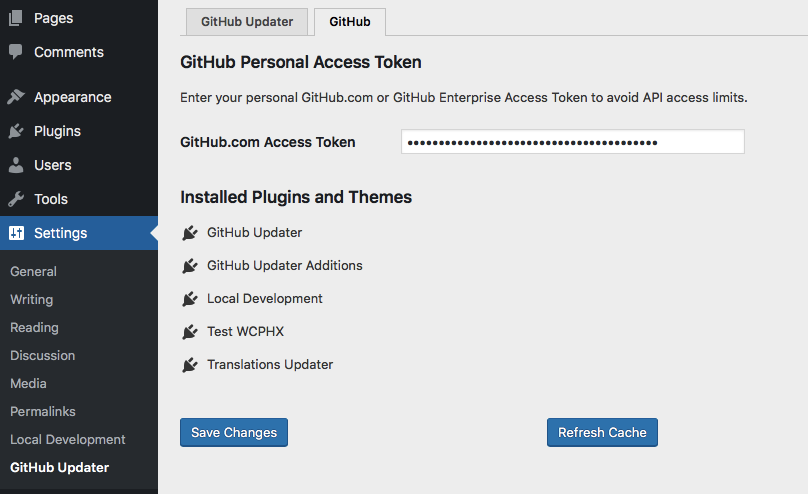 Pages
Comments
Appearance
Plugins
Users
Tools
Settings
General
Writing
Reading
Discussion
Media
Permalinks
Local Development
GitHub Updater
GitHub Updater
GitHub
GitHub Personal Access Token
Enter your personal GitHub.com or GitHub Enterprise Access Token to avoid API access limits.
GitHub.com Access Token
Installed Plugins and Themes
GitHub Updater
GitHub Updater Additions
Local Development
Test WCPHX
Translations Updater
Save Changes
Refresh Cache